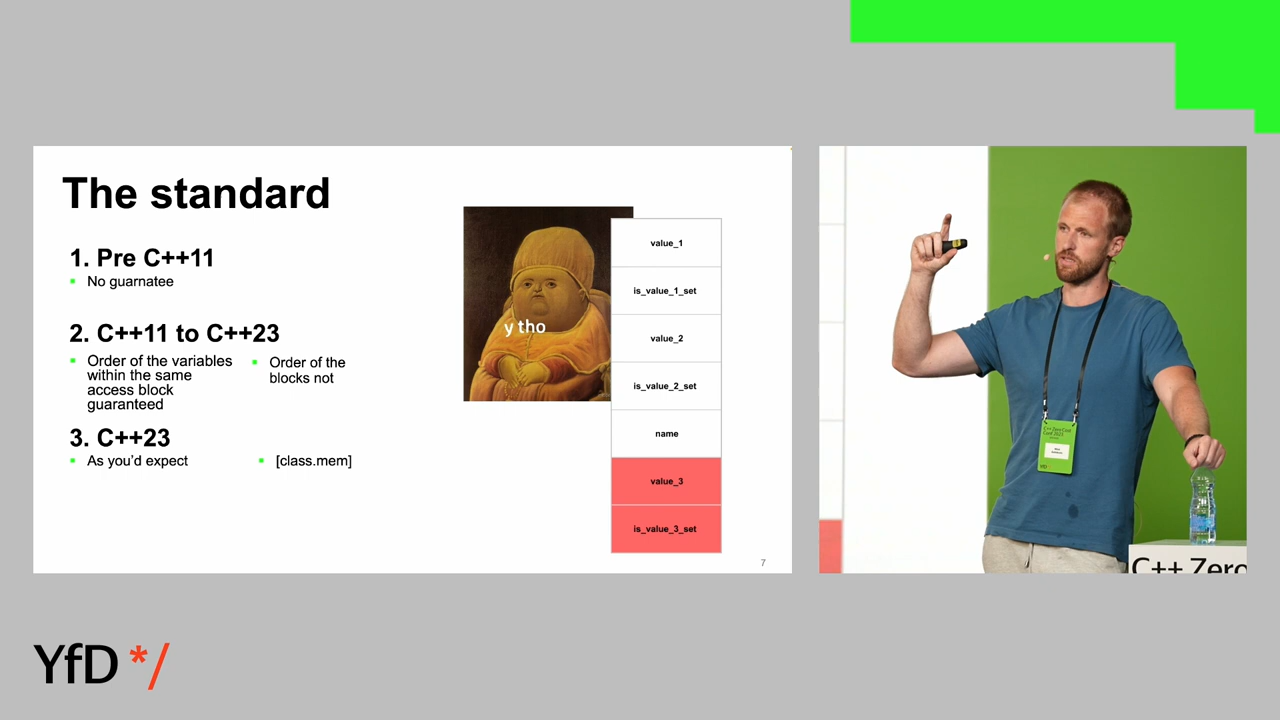 The standard
1. Pre C++11
No guarnatee
2. C++11 to C++23
Order of the variables
within the same
access block
guaranteed
Order of the
blocks not
3. C++23
As you'd expect
[class.mem]
y tho
value_1
is_value_1_set
value_2
is_value_2_set
name
value_3
is_value_3_set
7
C++ Zero
YfD */